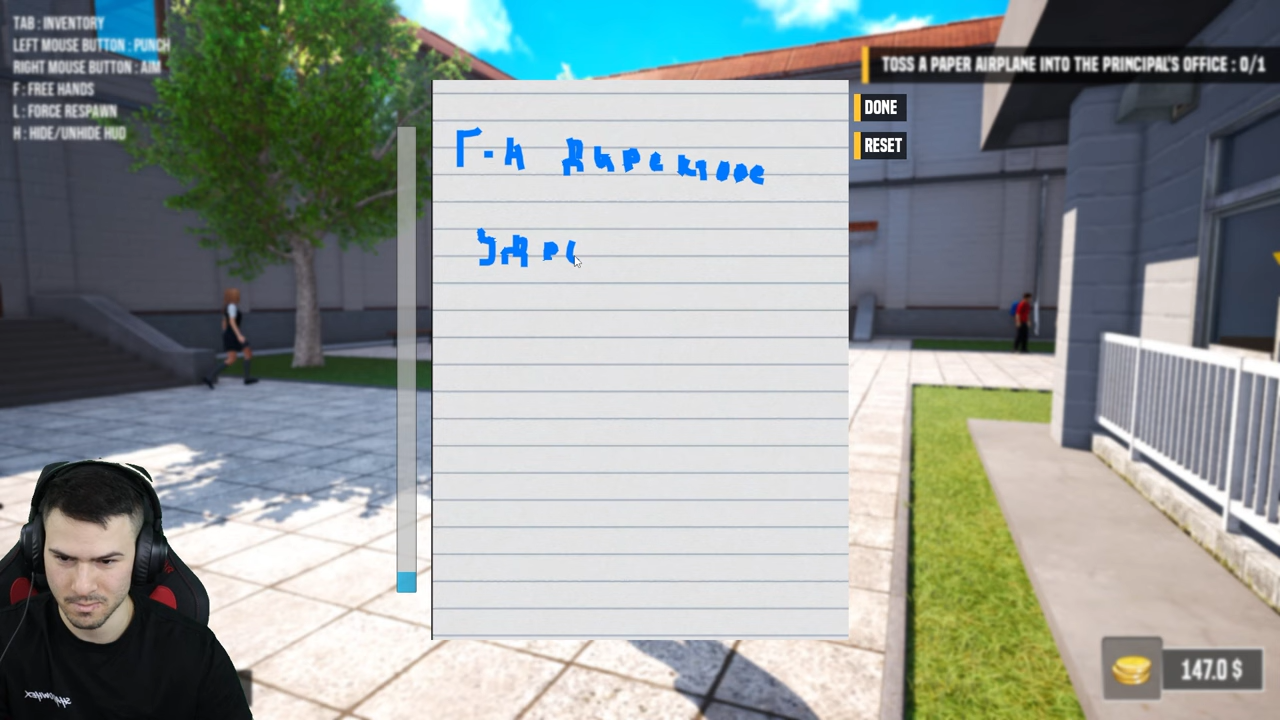 TAB : INVENTORY
LEFT MOUSE BUTTON : PUNCH
RIGHT MOUSE BUTTON : AIM
F : FREE HANDS
L : FORCE RESPAWN
H : HIDE/UNHIDE HUD
TOSS A PAPER AIRPLANE INTO THE PRINCIPAL'S OFFICE : 0/1
DONE
RESET
Г-н Директоре
Здре
147.0 $